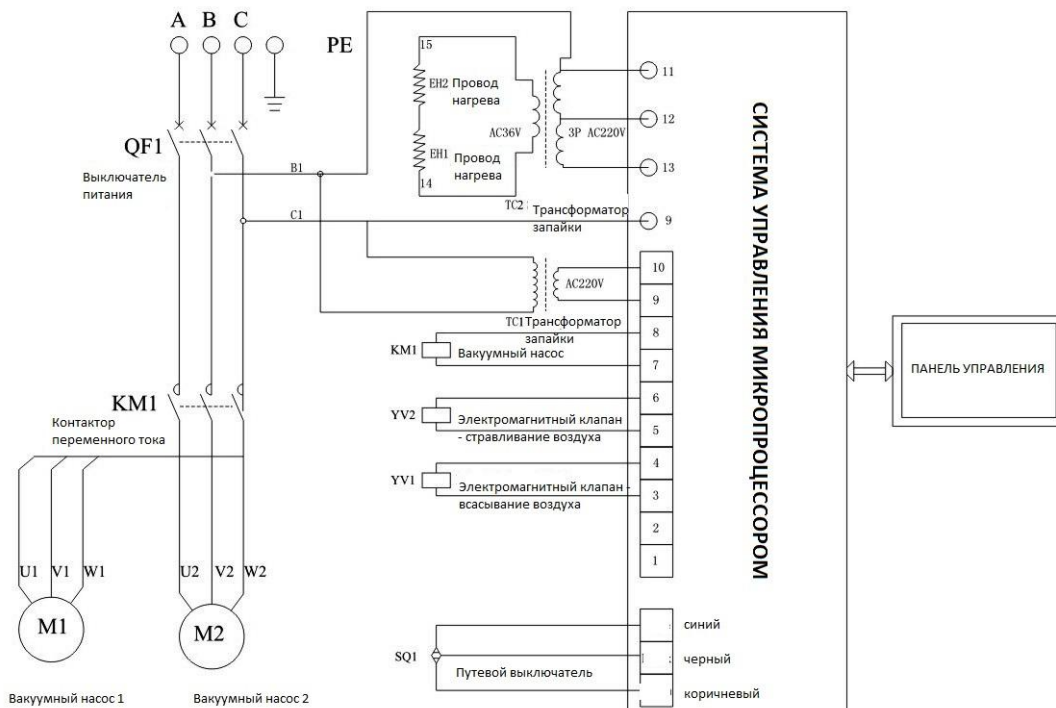 A B C
PE
QF1
Выключатель
питания
B1
C1
15
EH2 Провод
нагрева
EH1 Провод
нагрева
14
AC36V
3P AC220V
TC2 Трансформатор
запайки
11
12
13
9
10
9
8
7
6
5
4
3
2
1
AC220V
TC1 Трансформатор
запайки
KM1 Вакуумный насос
YV2 Электромагнитный клапан
- стравливание воздуха
YV1 Электромагнитный клапан -
всасывание воздуха
СИСТЕМА УПРАВЛЕНИЯ МИКРОПРОЦЕССОРОМ
ПАНЕЛЬ УПРАВЛЕНИЯ
KM1
Контактор
переменного тока
U1 V1 W1 U2 V2 W2
M1 M2
Вакуумный насос 1 Вакуумный насос 2
SQ1 Путевой выключатель
синий
черный
коричневый